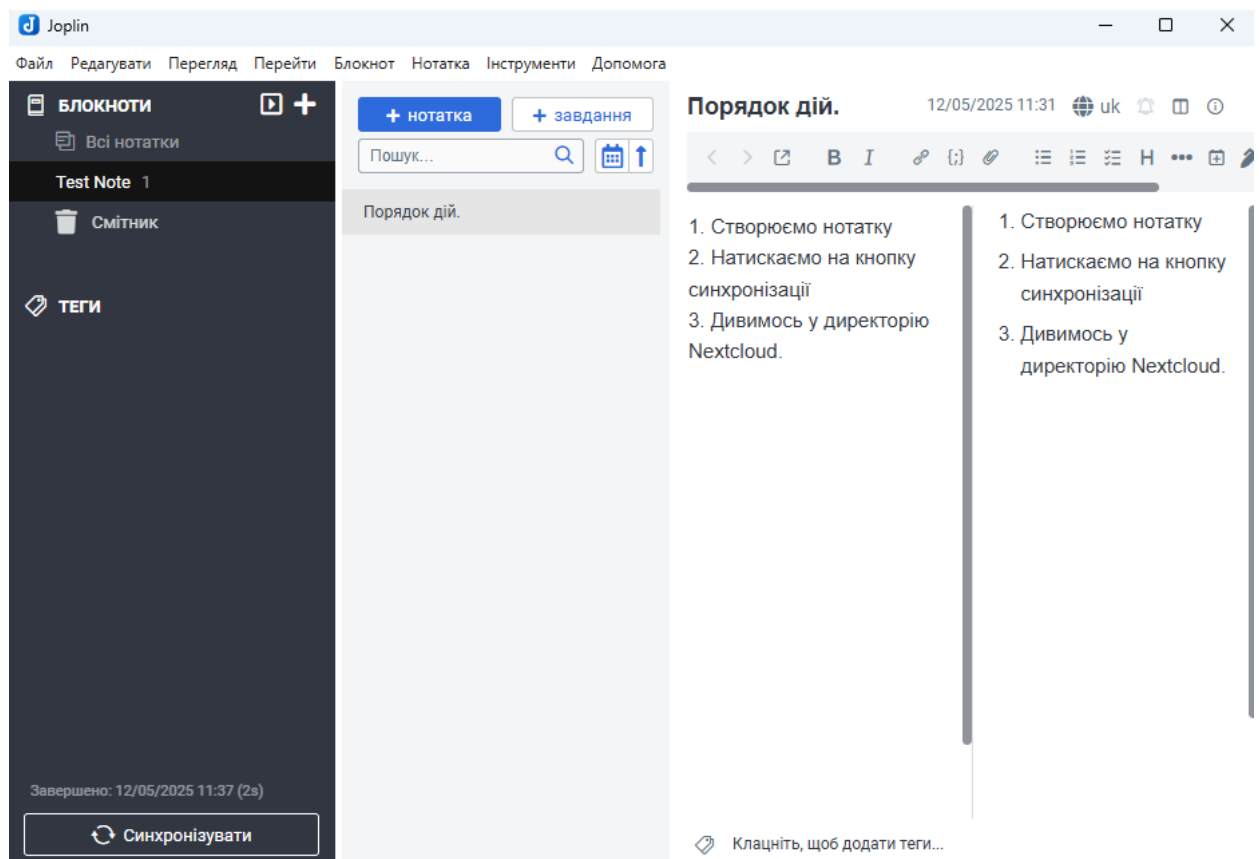 Joplin
Файл Редагувати Перегляд Перейти Блокнот Нотатка Інструменти Допомога
БЛОКНОТИ
Всі нотатки
Test Note 1
Смітник
ТЕГИ
Завершено: 12/05/2025 11:37 (2s)
Синхронізувати
+ нотатка
+ завдання
Пошук...
Порядок дій.
Порядок дій.
12/05/2025 11:31
uk
B I
H
1. Створюємо нотатку
2. Натискаємо на кнопку
синхронізації
3. Дивимось у директорію
Nextcloud.
1. Створюємо нотатку
2. Натискаємо на кнопку
синхронізації
3. Дивимось у
директорію Nextcloud.
Клацніть, щоб додати теги...